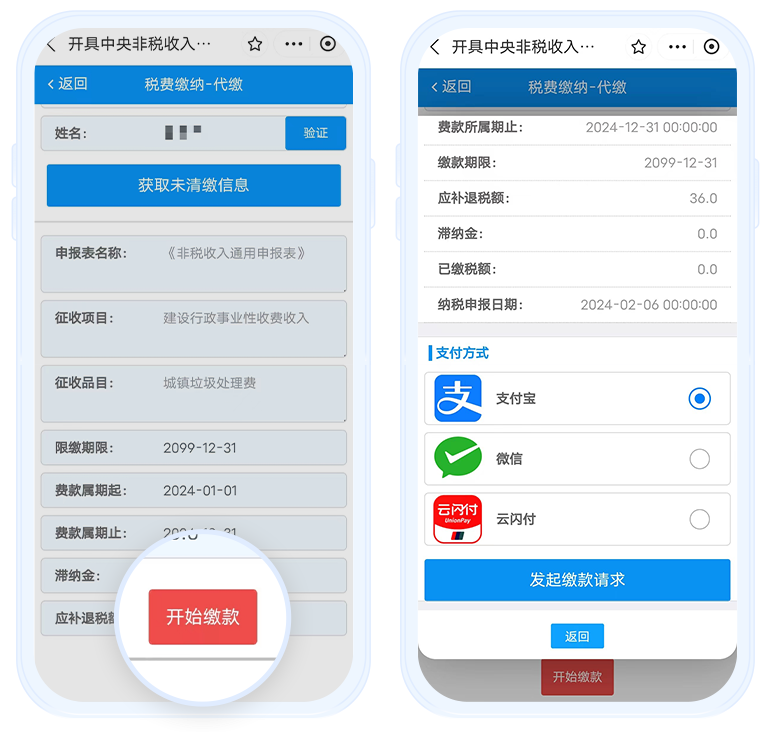 开具中央非税收入···
返回
税费缴纳-代缴
姓名：
验证
获取未清缴信息
申报表名称：
《非税收入通用申报表》
征收项目：
建设行政事业性收费收入
征收品目：
城镇垃圾处理费
限缴期限：
2099-12-31
费款属期起：
2024-01-01
费款属期止：
滞纳金：
应补退税
开始缴款
开具中央非税收入···
返回
税费缴纳-代缴
费款所属期止：
2024-12-31 00:00:00
缴款期限：
2099-12-31
应补退税额：
36.0
滞纳金：
0.0
已缴税额：
0.0
纳税申报日期：
2024-02-06 00:00:00
支付方式
支
支付宝
微信
云闪付
UnionPay
云闪付
发起缴款请求
返回
开始缴款